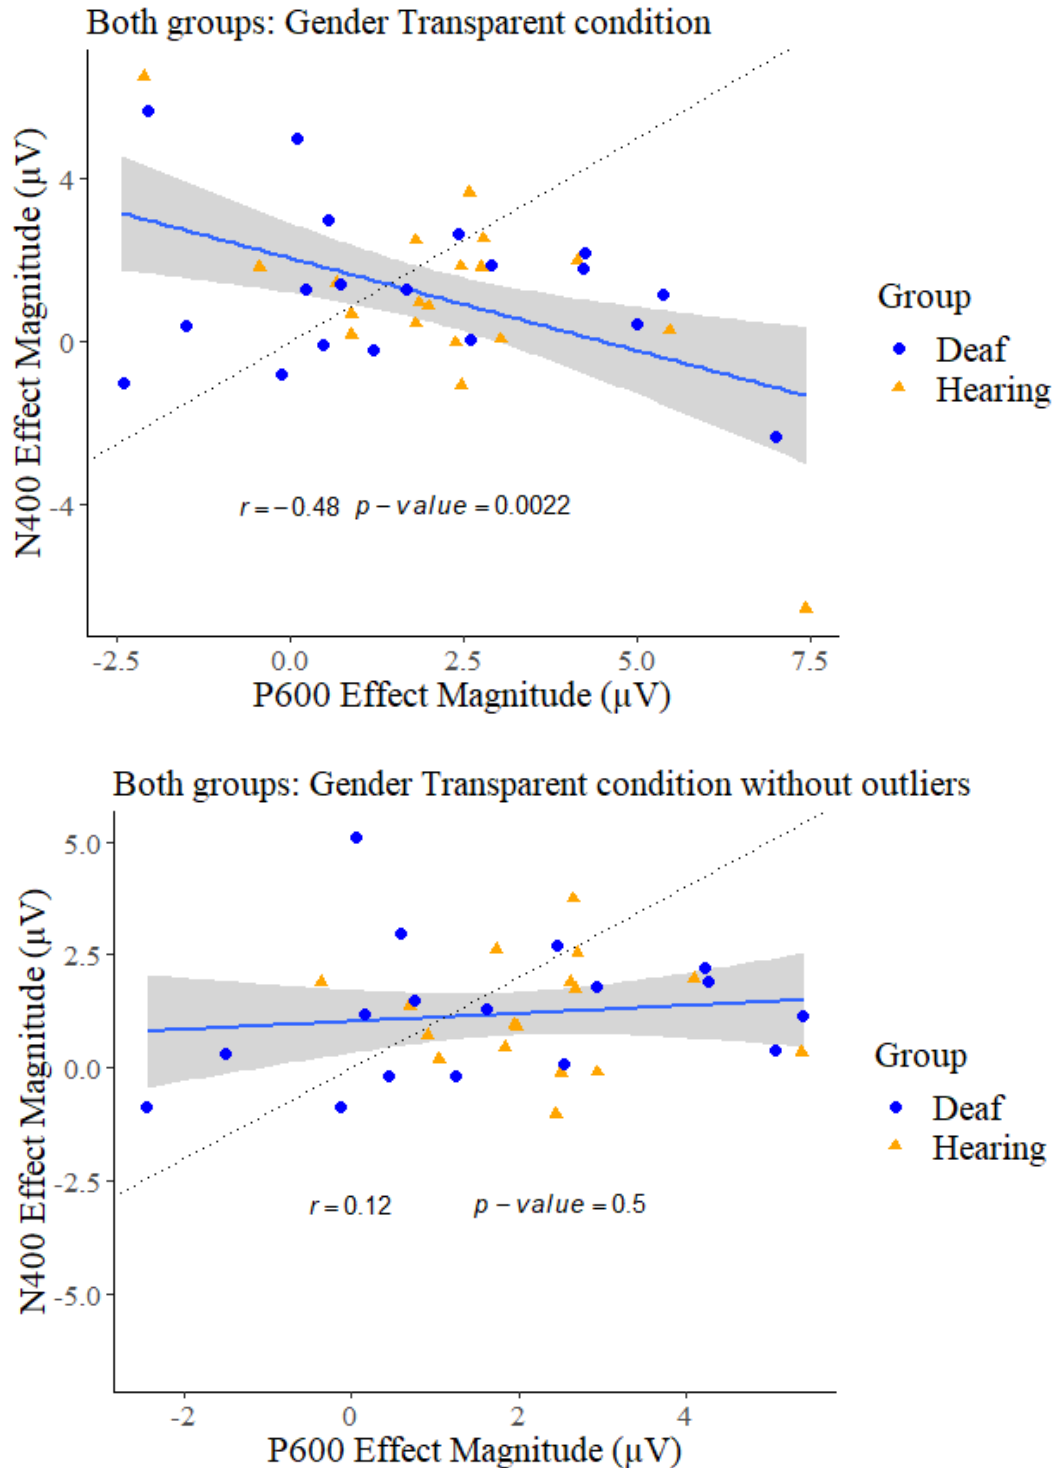 Both groups: Gender Transparent condition
N400 Effect Magnitude (µV)
4
0
-4
r = −0.48 p − value = 0.0022
-2.5 0.0 2.5 5.0 7.5
P600 Effect Magnitude (µV)
Group
Deaf
Hearing
Both groups: Gender Transparent condition without outliers
N400 Effect Magnitude (µV)
5.0
2.5
0.0
-2.5
-5.0
r = 0.12 p − value = 0.5
-2 0 2 4
P600 Effect Magnitude (µV)
Group
Deaf
Hearing